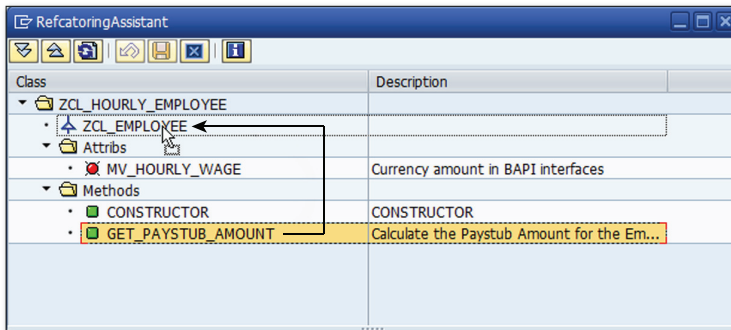 RefcatoringAssistant
Class Description
ZCL_HOURLY_EMPLOYEE
ZCL_EMPLOYEE
Attribs
MV_HOURLY_WAGE Currency amount in BAPI interfaces
Methods
CONSTRUCTOR CONSTRUCTOR
GET_PAYSTUB_AMOUNT Calculate the Paystub Amount for the Em...